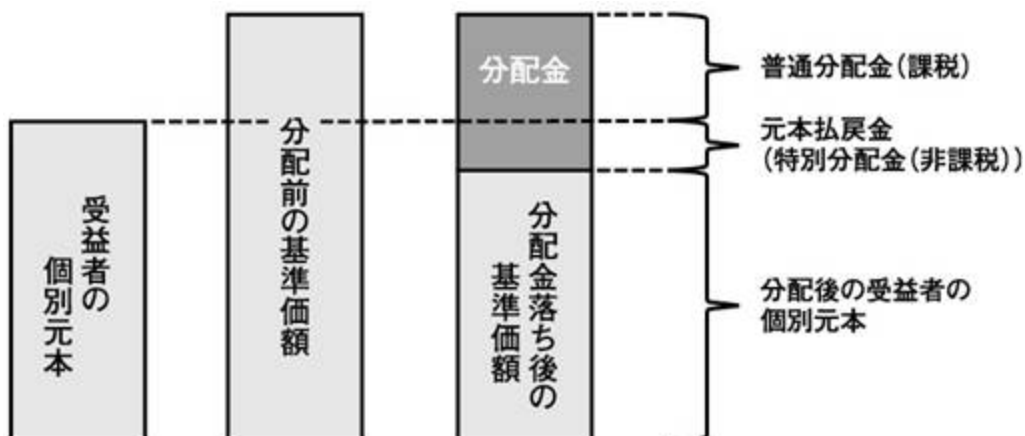 受益者の
個別元本
分配前の基準価額
分配金
分配金落ち後の
基準価額
普通分配金(課税)
元本払戻金
(特別分配金(非課税))
分配後の受益者の
個別元本